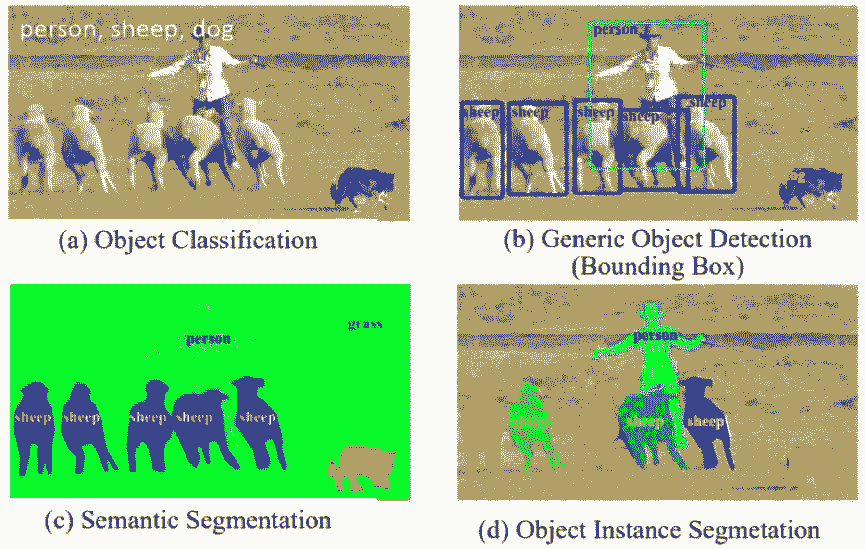 person, sheep, dog
person
sheep
sheep
sheep
sheep
sheep
(a) Object Classification
(b) Generic Object Detection
(Bounding Box)
grass
person
sheep
sheep
sheep
sheep
sheep
person
sheep
sheep
sheep
(c) Semantic Segmentation
(d) Object Instance Segmetation